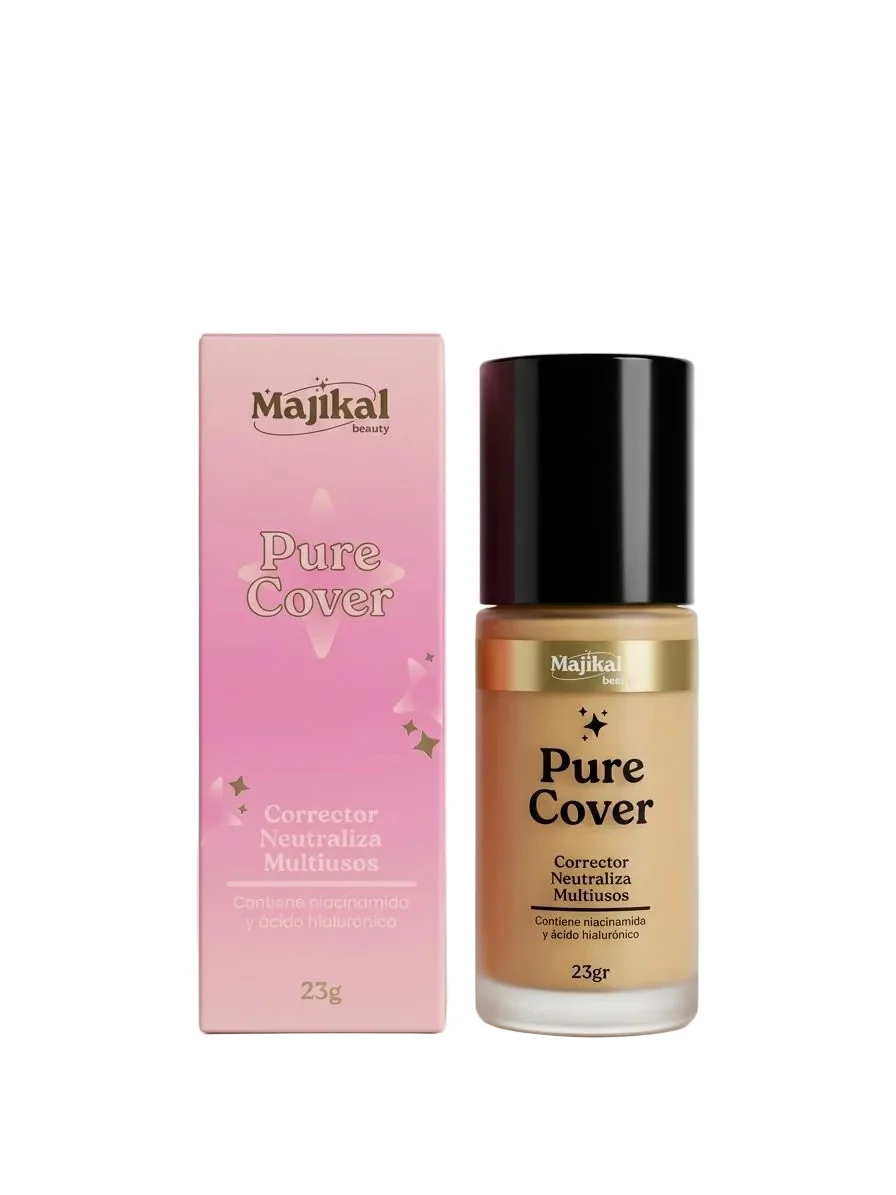 Majikal
beauty
Pure
Cover
Corrector
Neutraliza
Multiusos
Contiene niacinamida
y ácido hialurónico
23g
Majikal
beauty
Pure
Cover
Corrector
Neutraliza
Multiusos
Contiene niacinamida
y ácido hialurónico
23gr